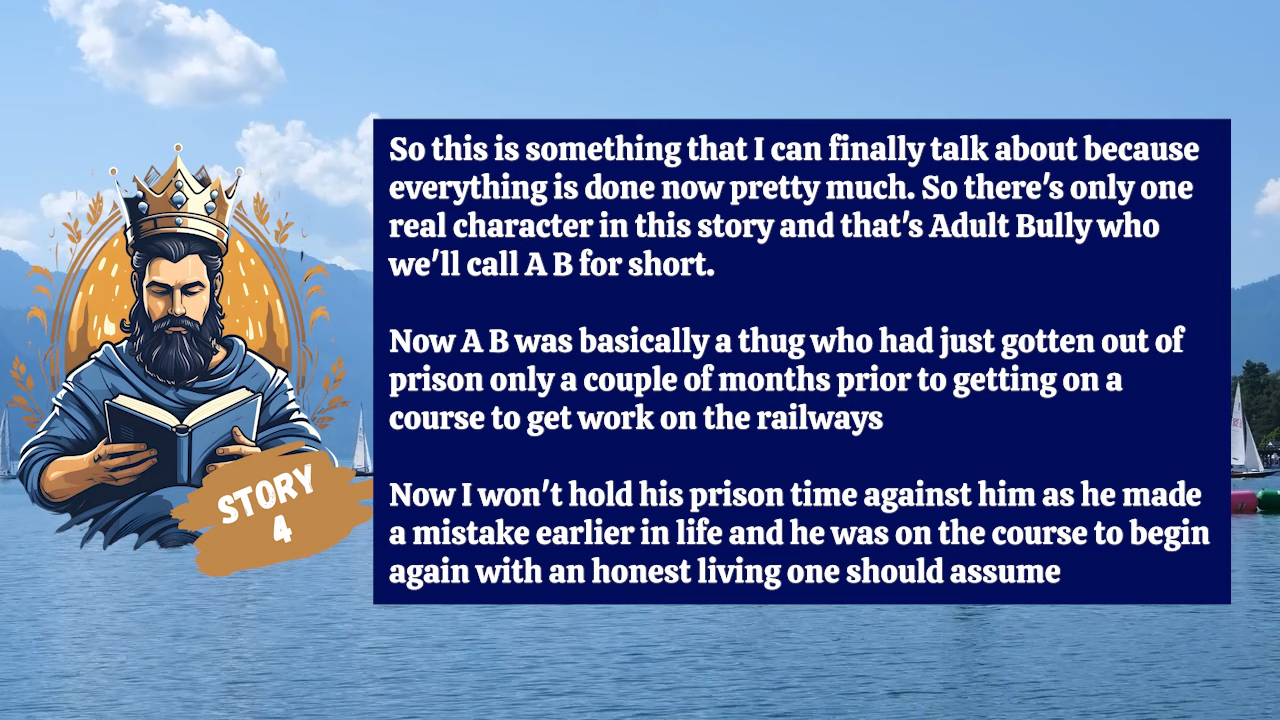 So this is something that I can finally talk about because
everything is done now pretty much. So there's only one
real character in this story and that's Adult Bully who
we'll call A B for short.
Now A B was basically a thug who had just gotten out of
prison only a couple of months prior to getting on a
course to get work on the railways
Now I won't hold his prison time against him as he made
a mistake earlier in life and he was on the course to begin
again with an honest living one should assume
STORY
4